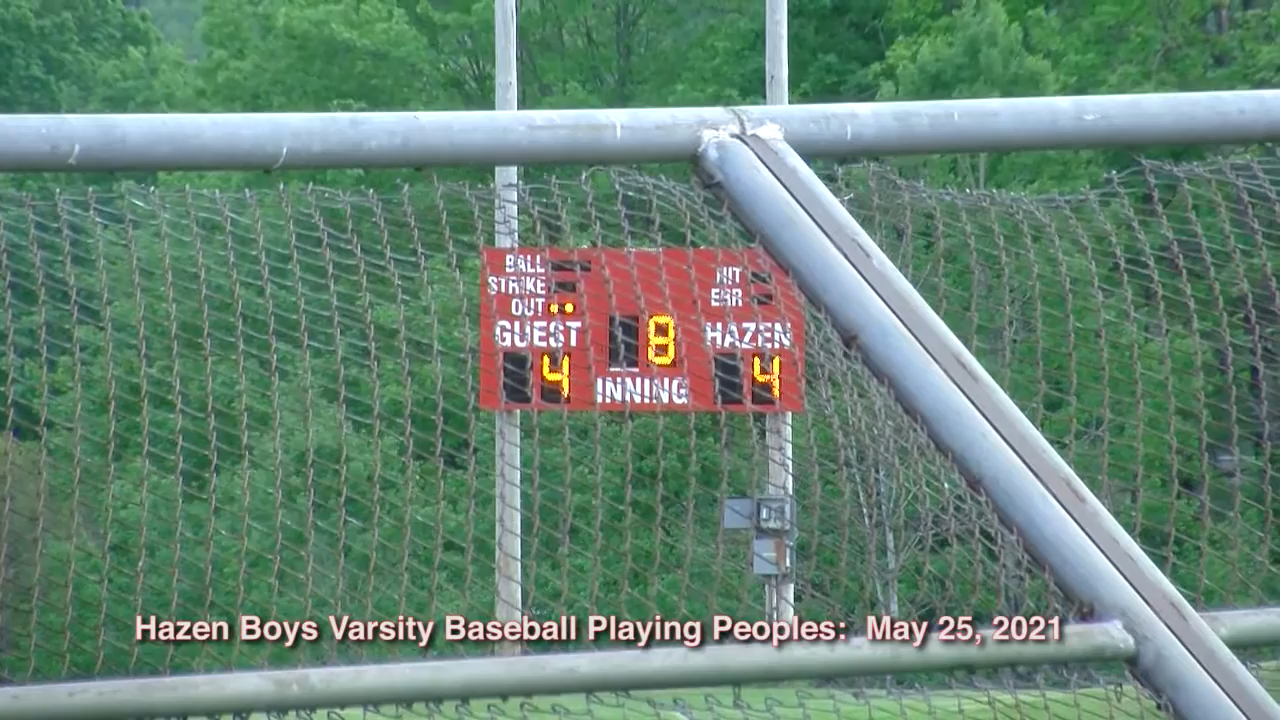 BALL
STRIKE
OUT
HIT
ERR
GUEST
8
HAZEN
4
INNING
4
Hazen Boys Varsity Baseball Playing Peoples: May 25, 2021